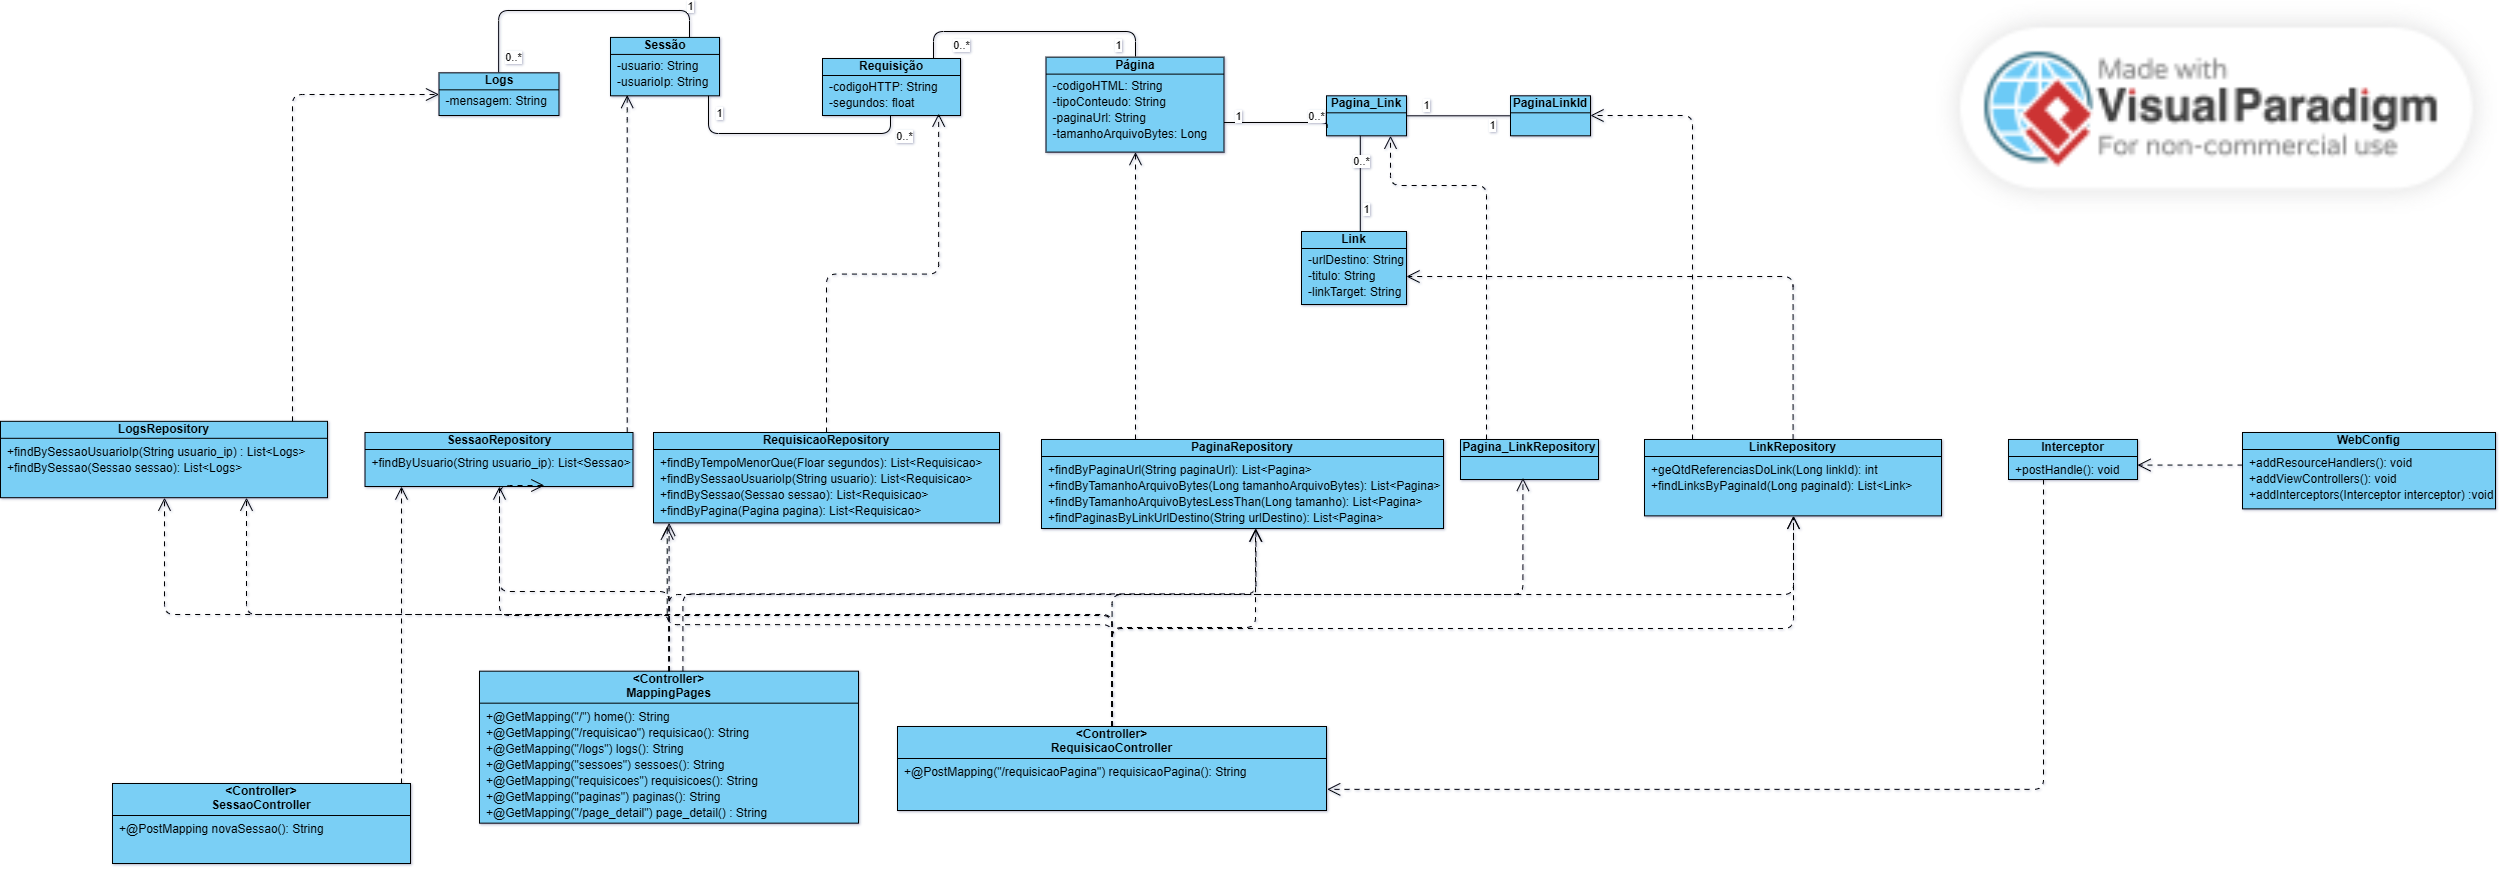 1
0..*
Logs
-mensagem: String
Sessão
-usuario: String
-usuarioIp: String
1
0..*
Requisição
-codigoHTTP: String
-segundos: float
0..*
1
Página
-codigoHTML: String
-tipoConteudo: String
-paginaUrl: String
-tamanhoArquivoBytes: Long
1
0..*
Pagina_Link
1
1
PaginaLinkId
0..*
1
Link
-urlDestino: String
-titulo: String
-linkTarget: String
Made with
Visual Paradigm
For non-commercial use
LogsRepository
+findBySessaoUsuarioIp(String usuario_ip) : List<Logs>
+findBySessao(Sessao sessao): List<Logs>
SessaoRepository
+findByUsuario(String usuario_ip): List<Sessao>
RequisicaoRepository
+findByTempoMenorQue(Floar segundos): List<Requisicao>
+findBySessaoUsuarioIp(String usuario): List<Requisicao>
+findBySessao(Sessao sessao): List<Requisicao>
+findByPagina(Pagina pagina): List<Requisicao>
PaginaRepository
+findByPaginaUrl(String paginaUrl): List<Pagina>
+findByTamanhoArquivoBytes(Long tamanhoArquivoBytes): List<Pagina>
+findByTamanhoArquivoBytesLessThan(Long tamanho): List<Pagina>
+findPaginasByLinkUrlDestino(String urlDestino): List<Pagina>
Pagina_LinkRepository
LinkRepository
+geQtdReferenciasDoLink(Long linkId): int
+findLinksByPaginaId(Long paginaId): List<Link>
Interceptor
+postHandle(): void
WebConfig
+addResourceHandlers(): void
+addViewControllers(): void
+addInterceptors(Interceptor interceptor) :void
<Controller>
MappingPages
+@GetMapping("/") home(): String
+@GetMapping("/requisicao") requisicao(): String
+@GetMapping("/logs") logs(): String
+@GetMapping("sessoes") sessoes(): String
+@GetMapping("requisicoes") requisicoes(): String
+@GetMapping("paginas") paginas(): String
+@GetMapping("/page_detail") page_detail() : String
<Controller>
RequisicaoController
+@PostMapping("/requisicaoPagina") requisicaoPagina(): String
<Controller>
SessaoController
+@PostMapping novaSessao(): String